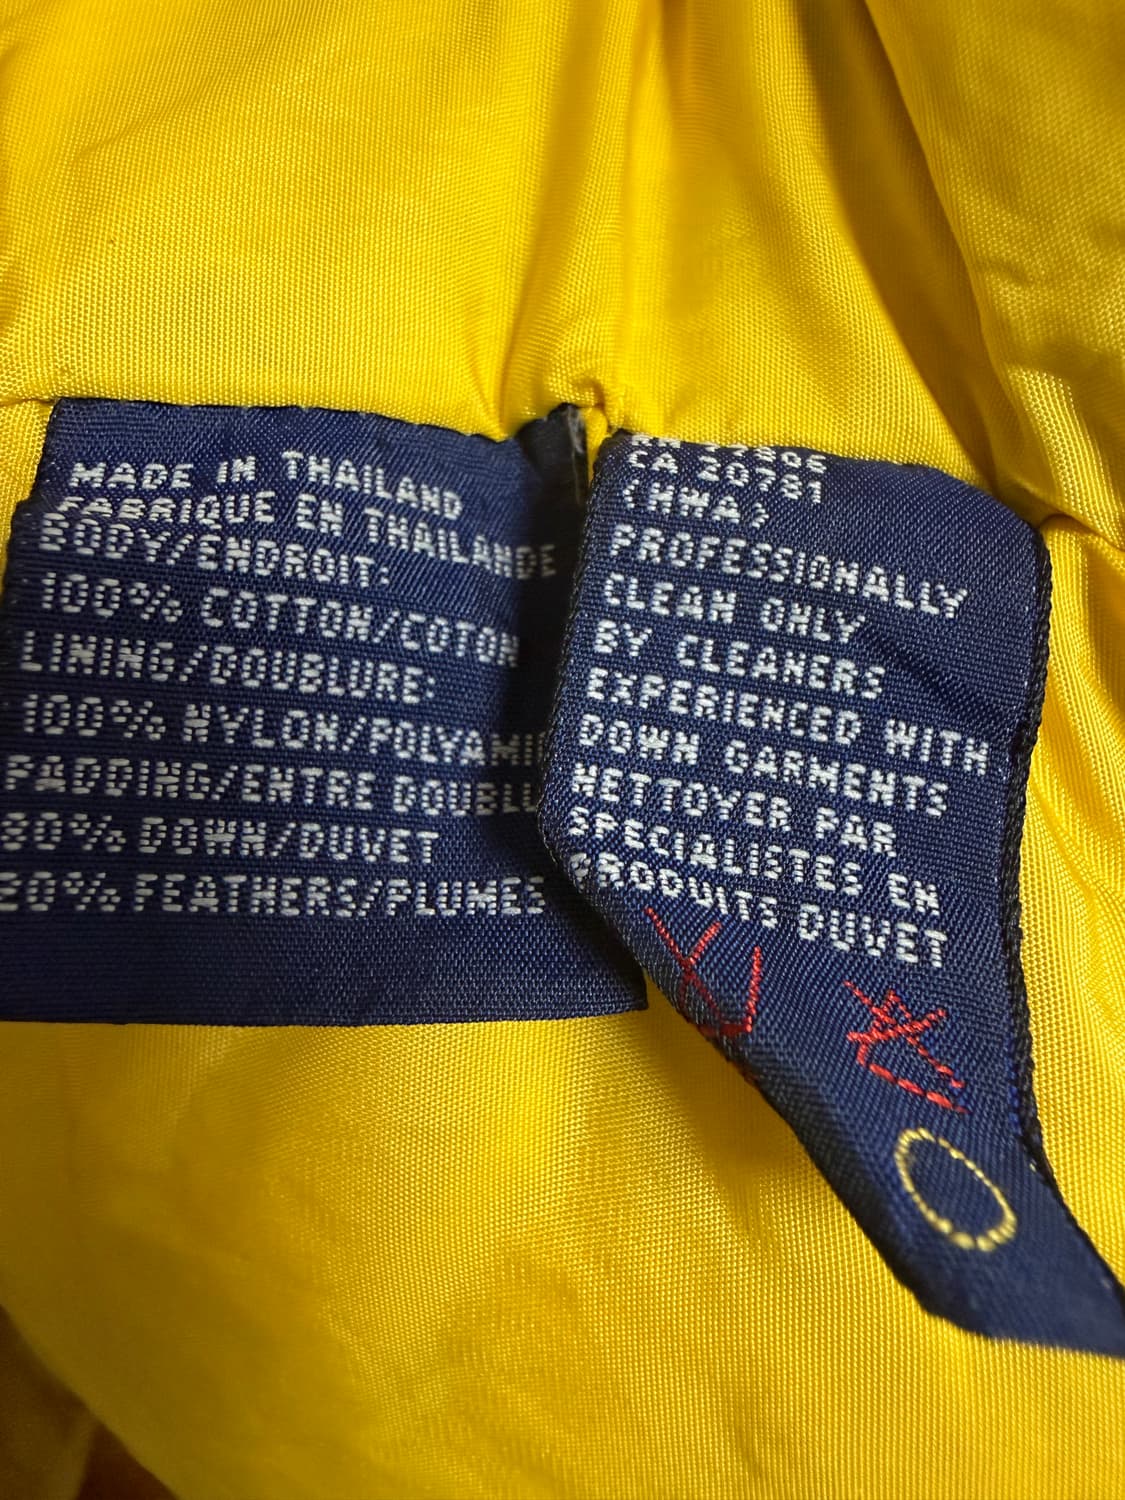 MADE IN THAILAND
FABRIQUE EN THAILANDE
BODY/ENDROIT:
100% COTTON/COTON
LINING/DOUBLURE:
100% NYLON/POLYAMI
PADDING/ENTRE DOUBLU
80% DOWN/DUVET
20% FEATHERS/PLUMES
CA 20781
(HWA)
PROFESSIONALLY
CLEAN ONLY
BY CLEANERS
EXPERIENCED WITH
DOWN GARMENTS
NETTOYER PAR
SPECIALISTES EN
PRODUITS DUVET